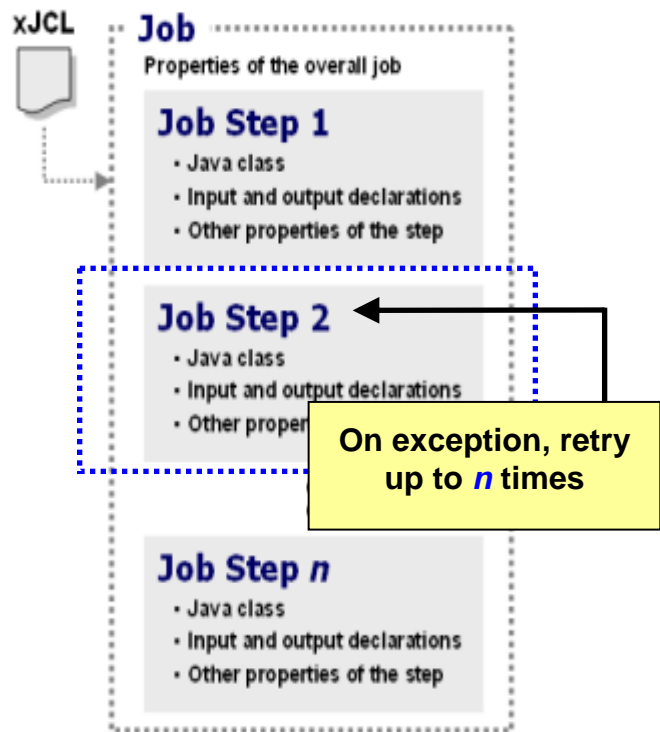 xJCL
Job
Properties of the overall job
Job Step 1
• Java class
• Input and output declarations
• Other properties of the step
Job Step 2
• Java class
• Input and output declarations
• Other
On exception, retry
up to n times
Job Step n
• Java class
• Input and output declarations
• Other properties of the step